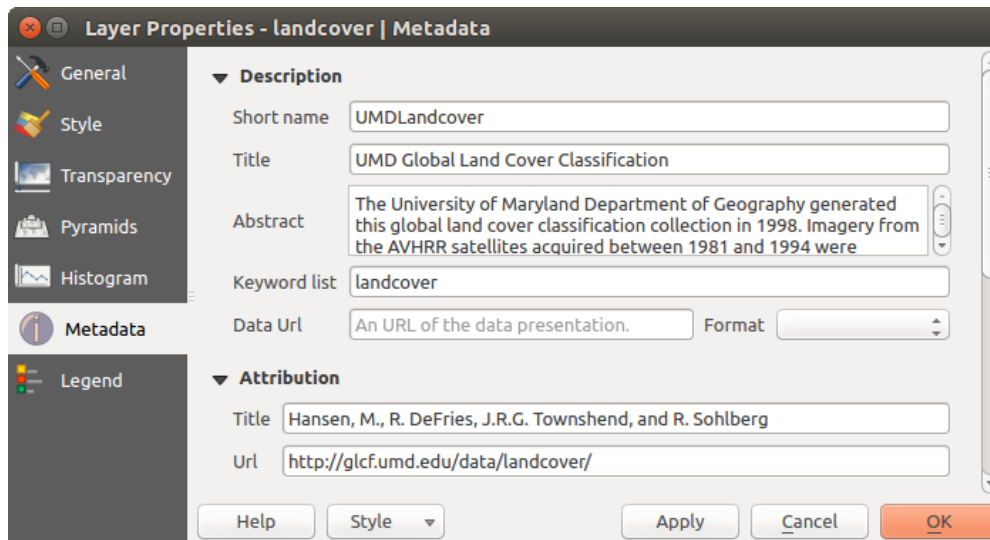 Layer Properties - landcover | Metadata
General
Style
Transparency
Pyramids
Histogram
Metadata
Legend
Description
Short name UMDLandcover
Title UMD Global Land Cover Classification
Abstract The University of Maryland Department of Geography generated
this global land cover classification collection in 1998. Imagery from
the AVHRR satellites acquired between 1981 and 1994 were
Keyword list landcover
Data Url An URL of the data presentation. Format
Attribution
Title Hansen, M., R. DeFries, J.R.G. Townshend, and R. Sohlberg
Url http://glcf.umd.edu/data/landcover/
Help Style Apply Cancel OK